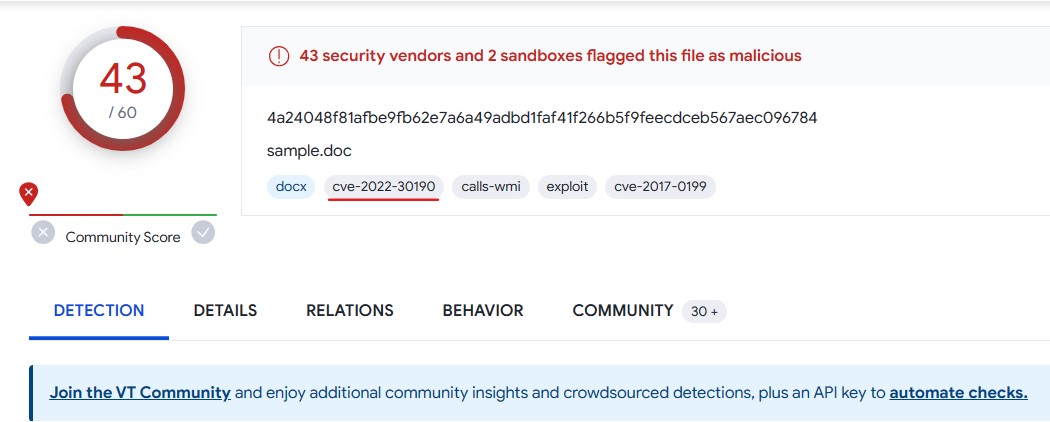 43
/ 60
Community Score
43 security vendors and 2 sandboxes flagged this file as malicious
4a24048f81afbe9fb62e7a6a49adbd1faf41f266b5f9feecdceb567aec096784
sample.doc
docx cve-2022-30190 calls-wmi exploit cve-2017-0199
DETECTION DETAILS RELATIONS BEHAVIOR COMMUNITY 30 +
Join the VT Community and enjoy additional community insights and crowdsourced detections, plus an API key to automate checks.